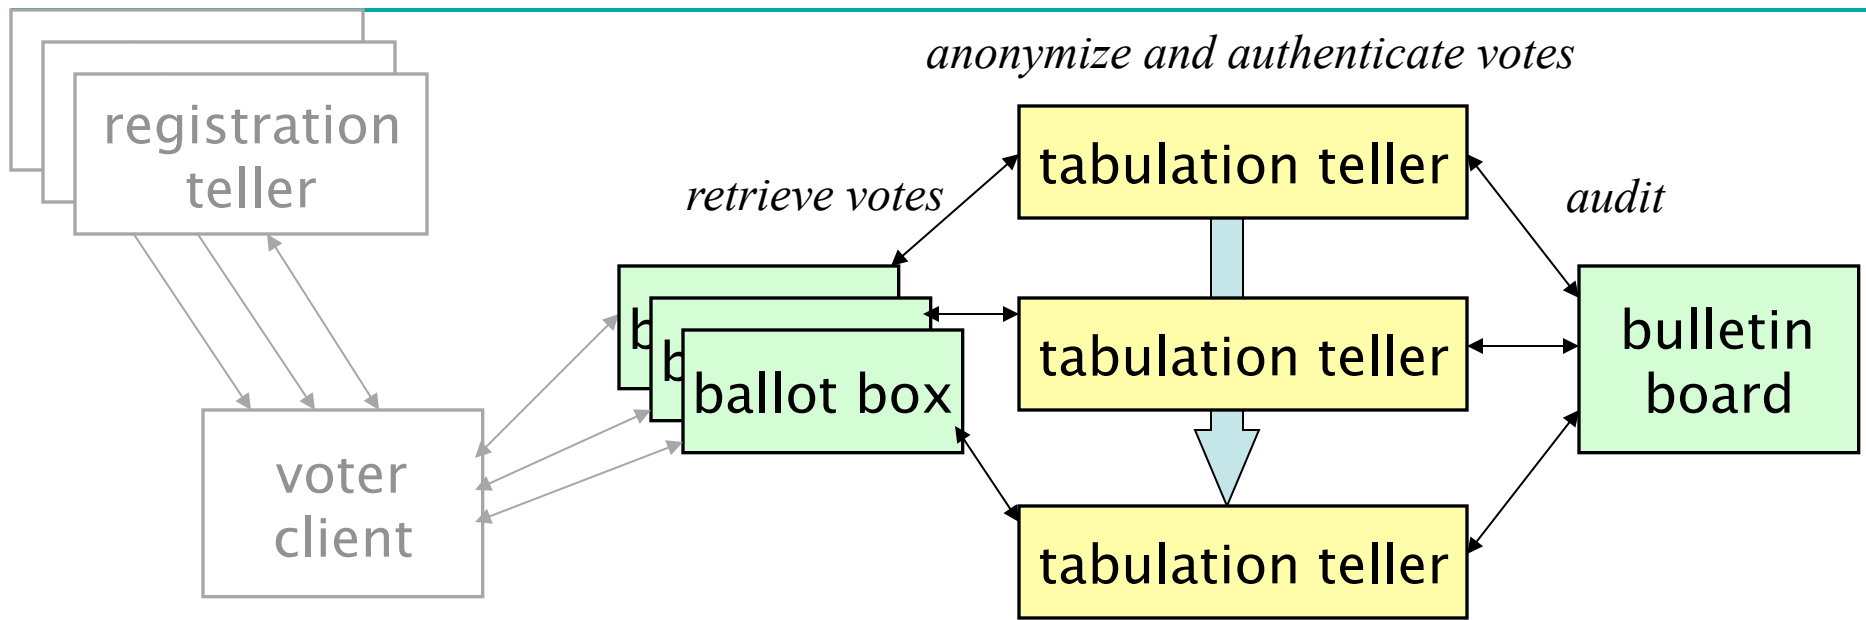 anonymize and authenticate votes
registration
teller
tabulation teller
retrieve votes
audit
b
b
ballot box
tabulation teller
bulletin
board
voter
client
tabulation teller